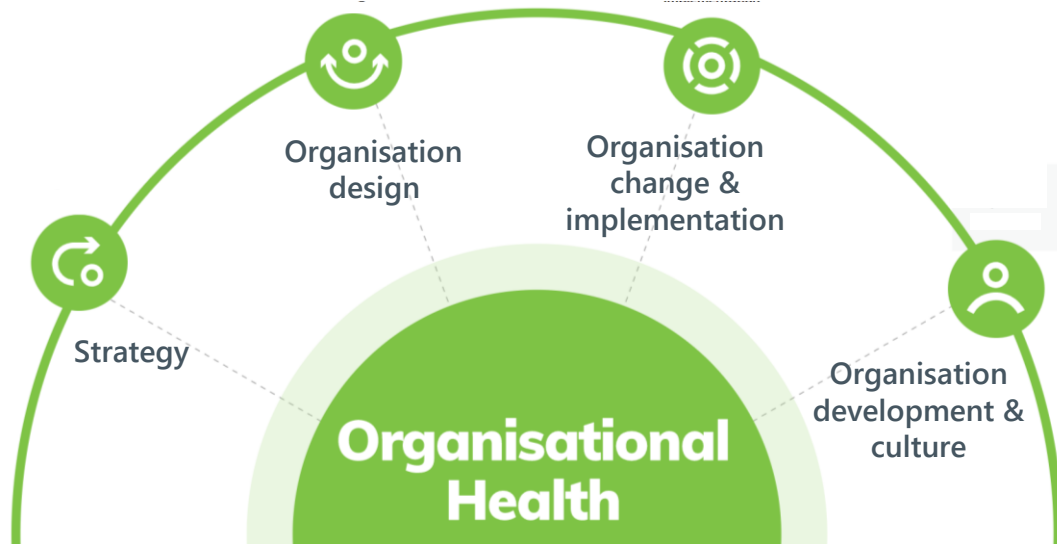 Organisation
design
Organisation
change &
implementation
Strategy
Organisation
development &
culture
Organisational
Health